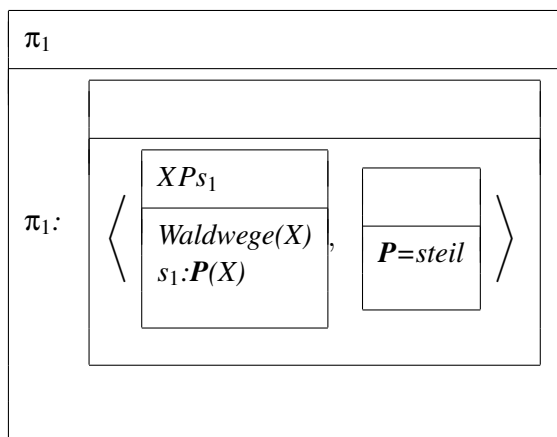 π₁
XPs₁
π₁: ⟨ Waldwege(X) , P=steil ⟩
s₁:P(X)